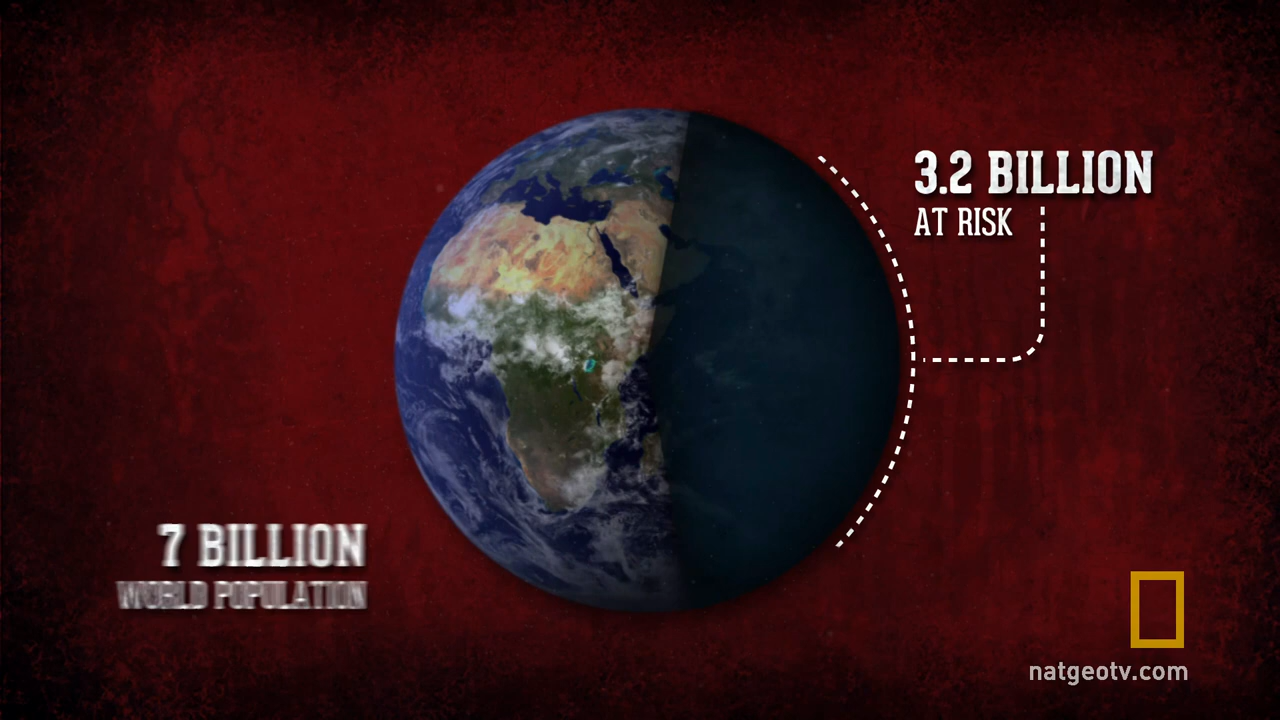 3.2 BILLION
AT RISK
7 BILLION
WORLD POPULATION
natgeotv.com